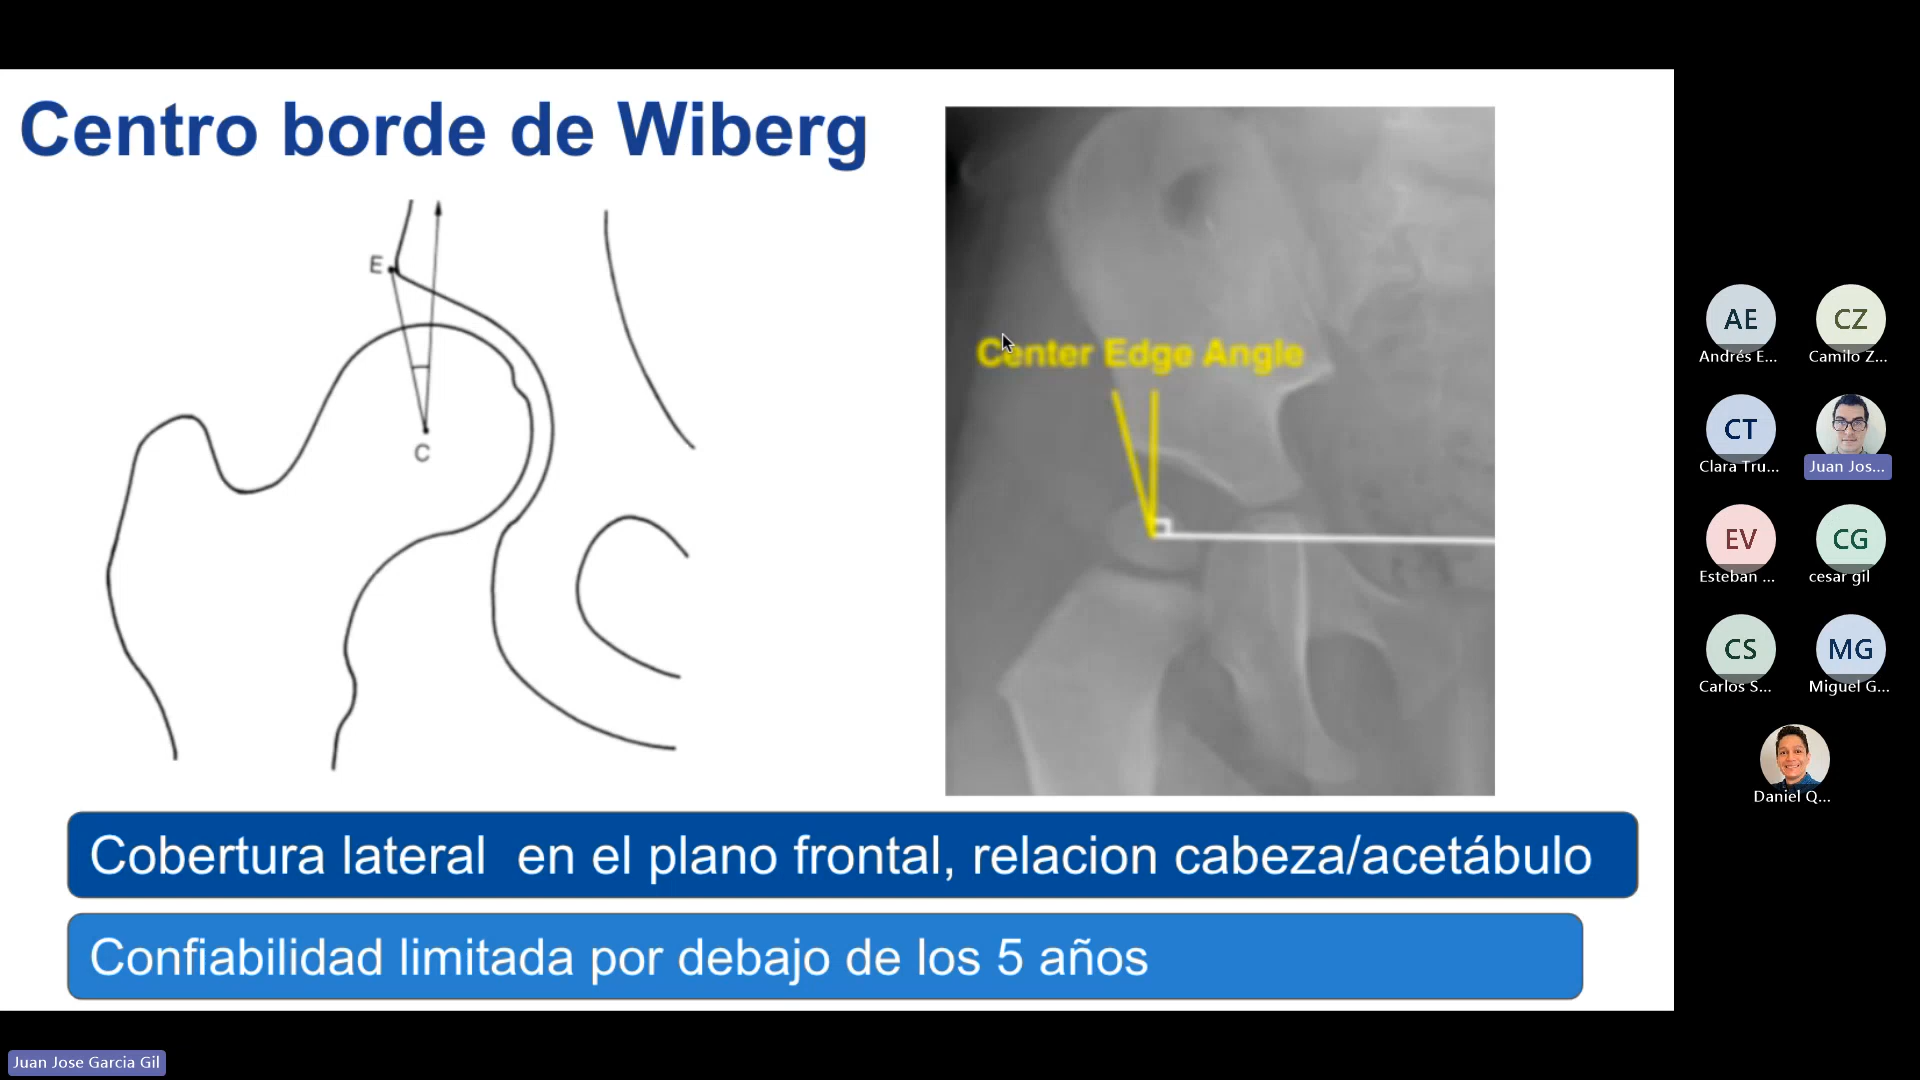 Centro borde de Wiberg
E
C
Center Edge Angle
Cobertura lateral  en el plano frontal, relacion cabeza/acetábulo
Confiabilidad limitada por debajo de los 5 años
AE
Andrés E...
CZ
Camilo Z...
CT
Clara Tru...
Juan Jos...
EV
Esteban ...
CG
cesar gil
CS
Carlos S...
MG
Miguel G...
Daniel Q...
Juan Jose Garcia Gil